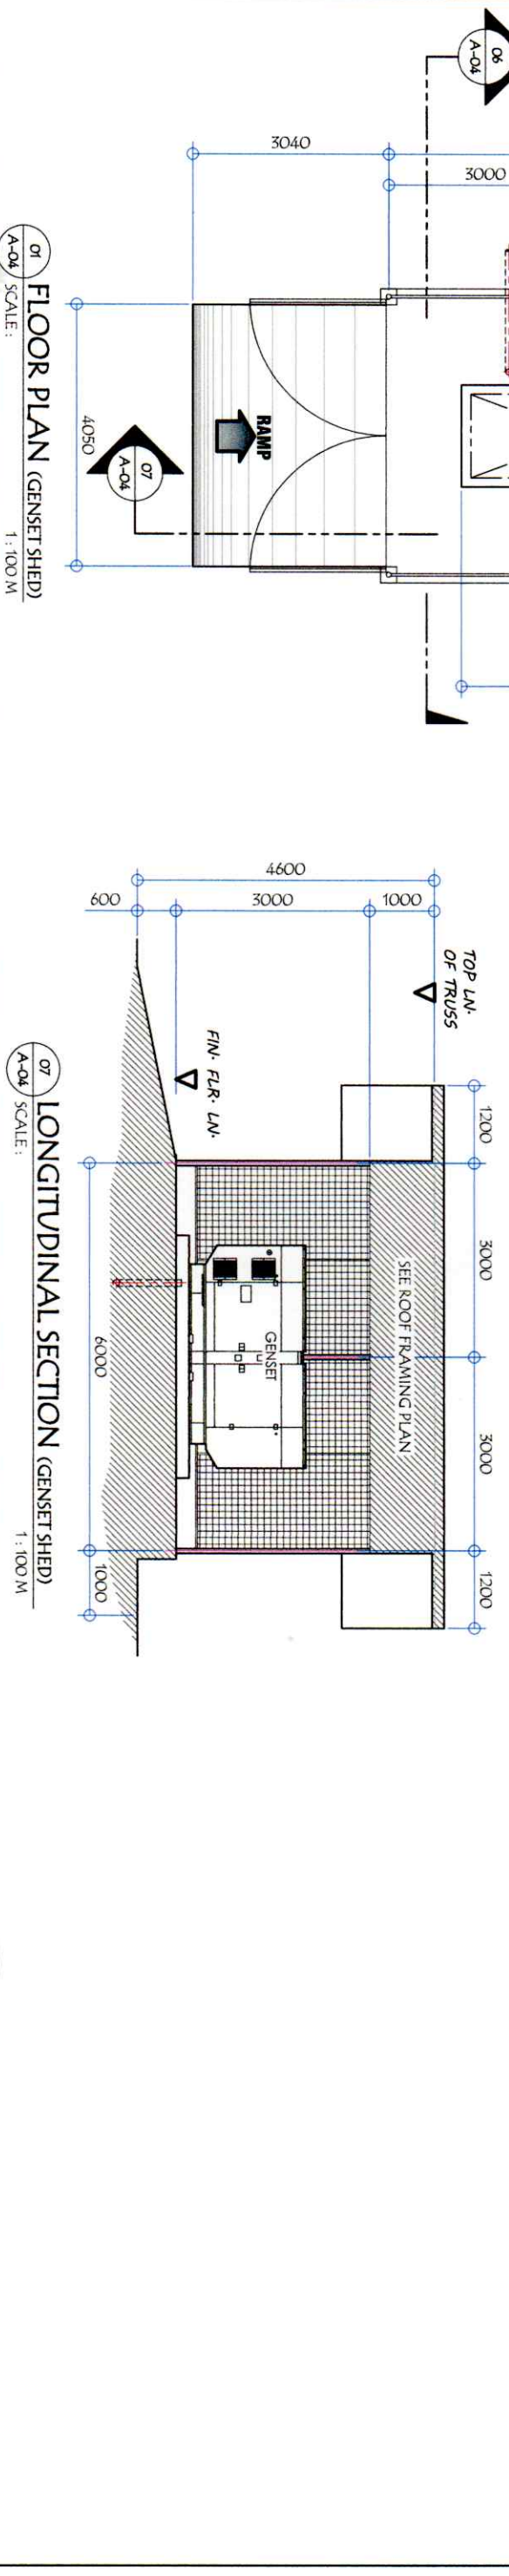 06
A-04
3040
3000
RAMP
07
A-04
4050
01
A-04
FLOOR PLAN (GENSET SHED)
SCALE :
1 : 100 M
4600
600
3000
1000
TOP LN.
OF TRUSS
FIN. FLR. LN.
1200
3000
3000
1200
SEE ROOF FRAMING PLAN
GENSET
6000
1000
07
A-04
LONGITUDINAL SECTION (GENSET SHED)
SCALE :
1 : 100 M